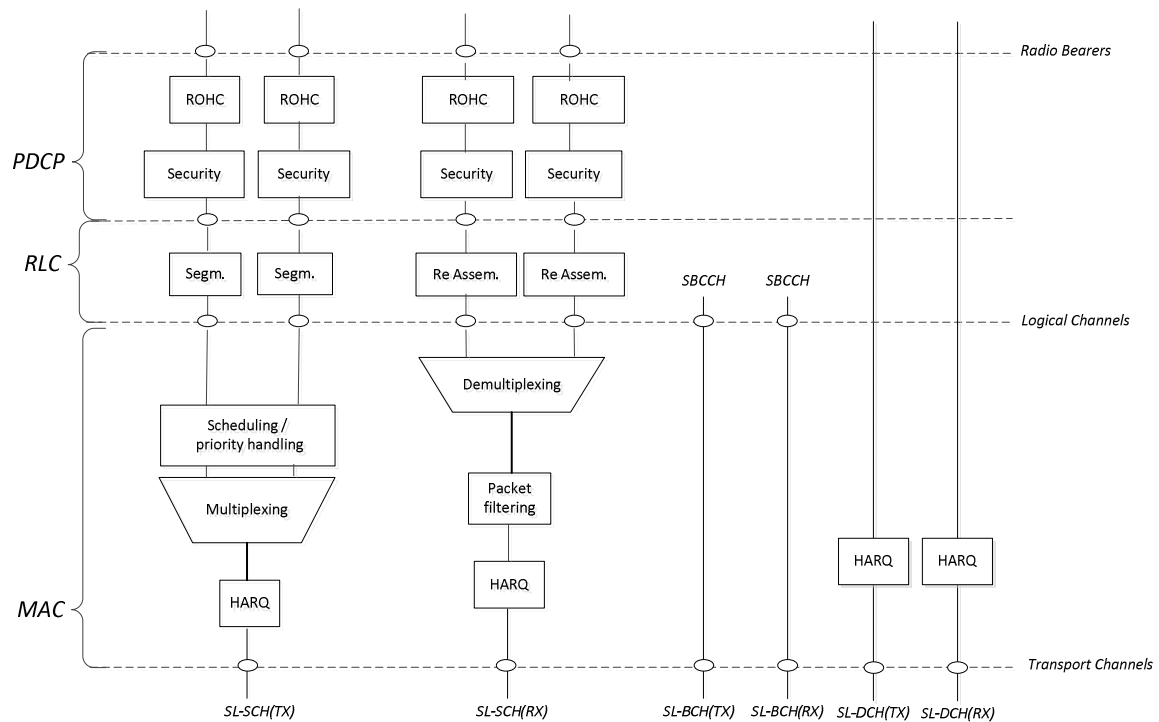 Radio Bearers
ROHC ROHC ROHC ROHC
PDCP
Security Security Security Security
RLC
Segm. Segm. Re Assem. Re Assem.
SBCCH SBCCH
Logical Channels
Demultiplexing
Scheduling /
priority handling
Packet
filtering
Multiplexing
HARQ HARQ
HARQ
HARQ
MAC
Transport Channels
SL-SCH(TX) SL-SCH(RX) SL-BCH(TX) SL-BCH(RX) SL-DCH(TX) SL-DCH(RX)